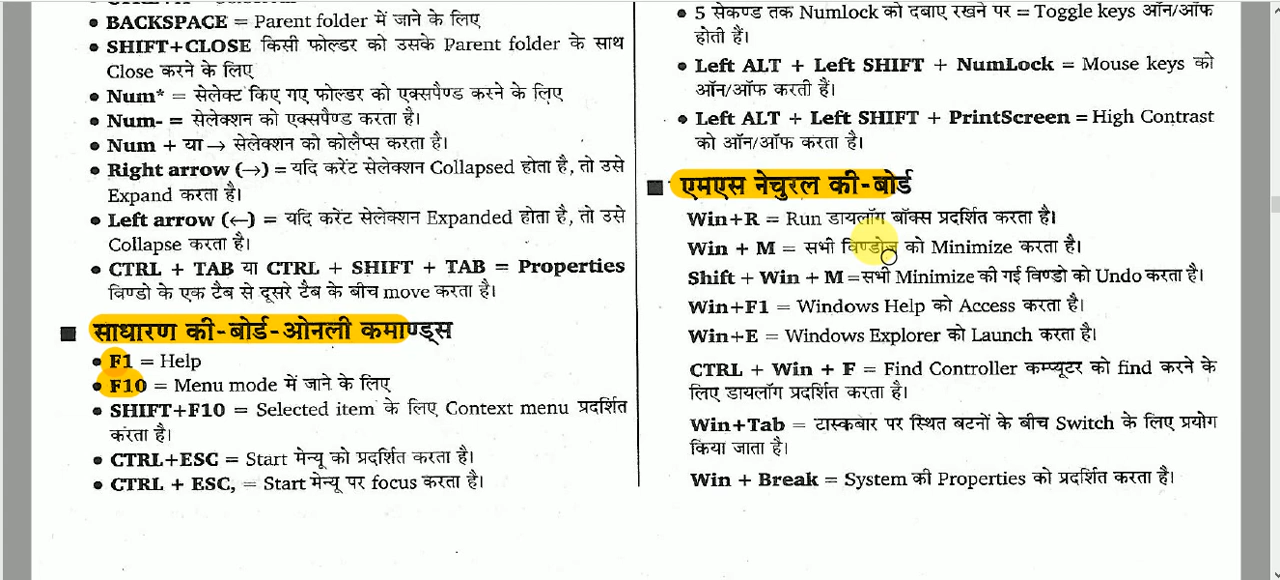 BACKSPACE = Parent folder में जाने के लिए
SHIFT+CLOSE किसी फोल्डर को उसके Parent folder के साथ
Close करने के लिए
Num* = सेलेक्ट किए गए फोल्डर को एक्सपैण्ड करने के लिए
Num- = सेलेक्शन को एक्सपैण्ड करता है।
Num + या → सेलेक्शन को कोलैप्स करता है।
Right arrow (→) = यदि करेंट सेलेक्शन Collapsed होता है, तो उसे
Expand करता है।
Left arrow (←) = यदि करेंट सेलेक्शन Expanded होता है, तो उसे
Collapse करता है।
CTRL + TAB या CTRL + SHIFT + TAB = Properties
विण्डो के एक टैब से दूसरे टैब के बीच move करता है।
साधारण की-बोर्ड-ओनली कमाण्ड्स
F1 = Help
F10 = Menu mode में जाने के लिए
SHIFT+F10 = Selected item के लिए Context menu प्रदर्शित
करता है।
CTRL+ESC = Start मेन्यू को प्रदर्शित करता है।
CTRL + ESC, = Start मेन्यू पर focus करता है।
5 सेकण्ड तक Numlock को दबाए रखने पर = Toggle keys ऑन/ऑफ
होती हैं।
Left ALT + Left SHIFT + NumLock = Mouse keys को
ऑन/ऑफ करती हैं।
Left ALT + Left SHIFT + PrintScreen = High Contrast
को ऑन/ऑफ करता है।
एमएस नेचुरल की-बोर्ड
Win+R = Run डायलॉग बॉक्स प्रदर्शित करता है।
Win + M = सभी विण्डोज को Minimize करता है।
Shift + Win + M =सभी Minimize की गई विण्डो को Undo करता है।
Win+F1 = Windows Help को Access करता है।
Win+E = Windows Explorer को Launch करता है।
CTRL + Win + F = Find Controller कम्प्यूटर को find करने के
लिए डायलॉग प्रदर्शित करता है।
Win+Tab = टास्कबार पर स्थित बटनों के बीच Switch के लिए प्रयोग
किया जाता है।
Win + Break = System की Properties को प्रदर्शित करता है।